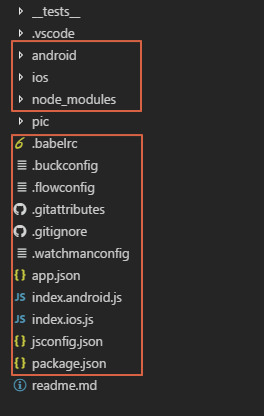 __tests__
.vscode
android
ios
node_modules
pic
.babelrc
.buckconfig
.flowconfig
.gitattributes
.gitignore
.watchmanconfig
{} app.json
JS index.android.js
JS index.ios.js
{} jsconfig.json
{} package.json
readme.md